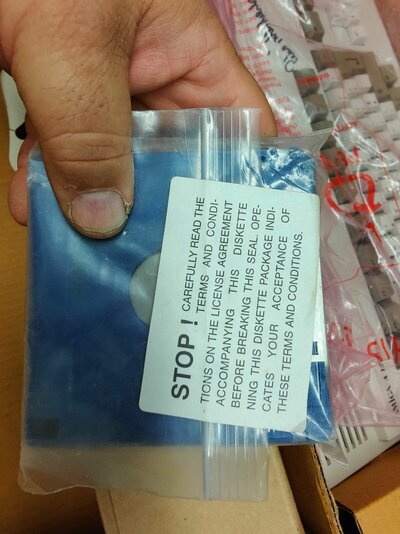 STOP ! CAREFULLY READ THE
TERMS AND CONDI-
TIONS ON THE LICENSE AGREEMENT
ACCOMPANYING THIS DISKETTE
BEFORE BREAKING THIS SEAL OPE-
NING THIS DISKETTE PACKAGE INDI-
CATES YOUR ACCEPTANCE OF
THESE TERMS AND CONDITIONS.